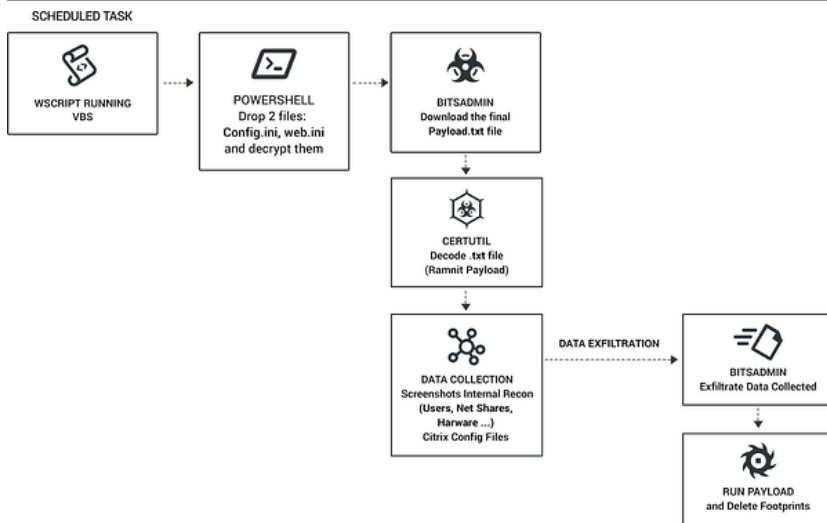 SCHEDULED TASK
WSCRIPT RUNNING
VBS
POWERSHELL
Drop 2 files:
Config.ini, web.ini
and decrypt them
BITSADMIN
Download the final
Payload.txt file
CERTUTIL
Decode .txt file
(Ramnit Payload)
DATA COLLECTION
Screenshots Internal Recon
(Users, Net Shares,
Harware ...)
Citrix Config Files
DATA EXFILTRATION
BITSADMIN
Exfiltrate Data Collected
RUN PAYLOAD
and Delete Footprints